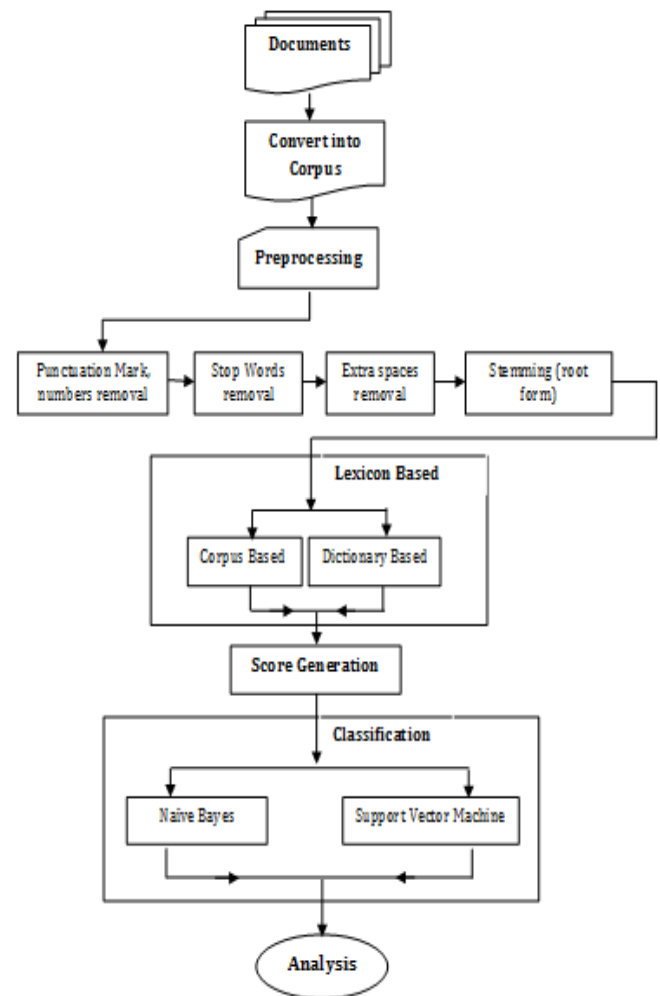 Documents
Convert into
Corpus
Preprocessing
Punctuation Mark,
numbers removal
Stop Words
removal
Extra spaces
removal
Stemming (root
form)
Lexicon Based
Corpus Based
Dictionary Based
Score Generation
Classification
Naïve Bayes
Support Vector Machine
Analysis